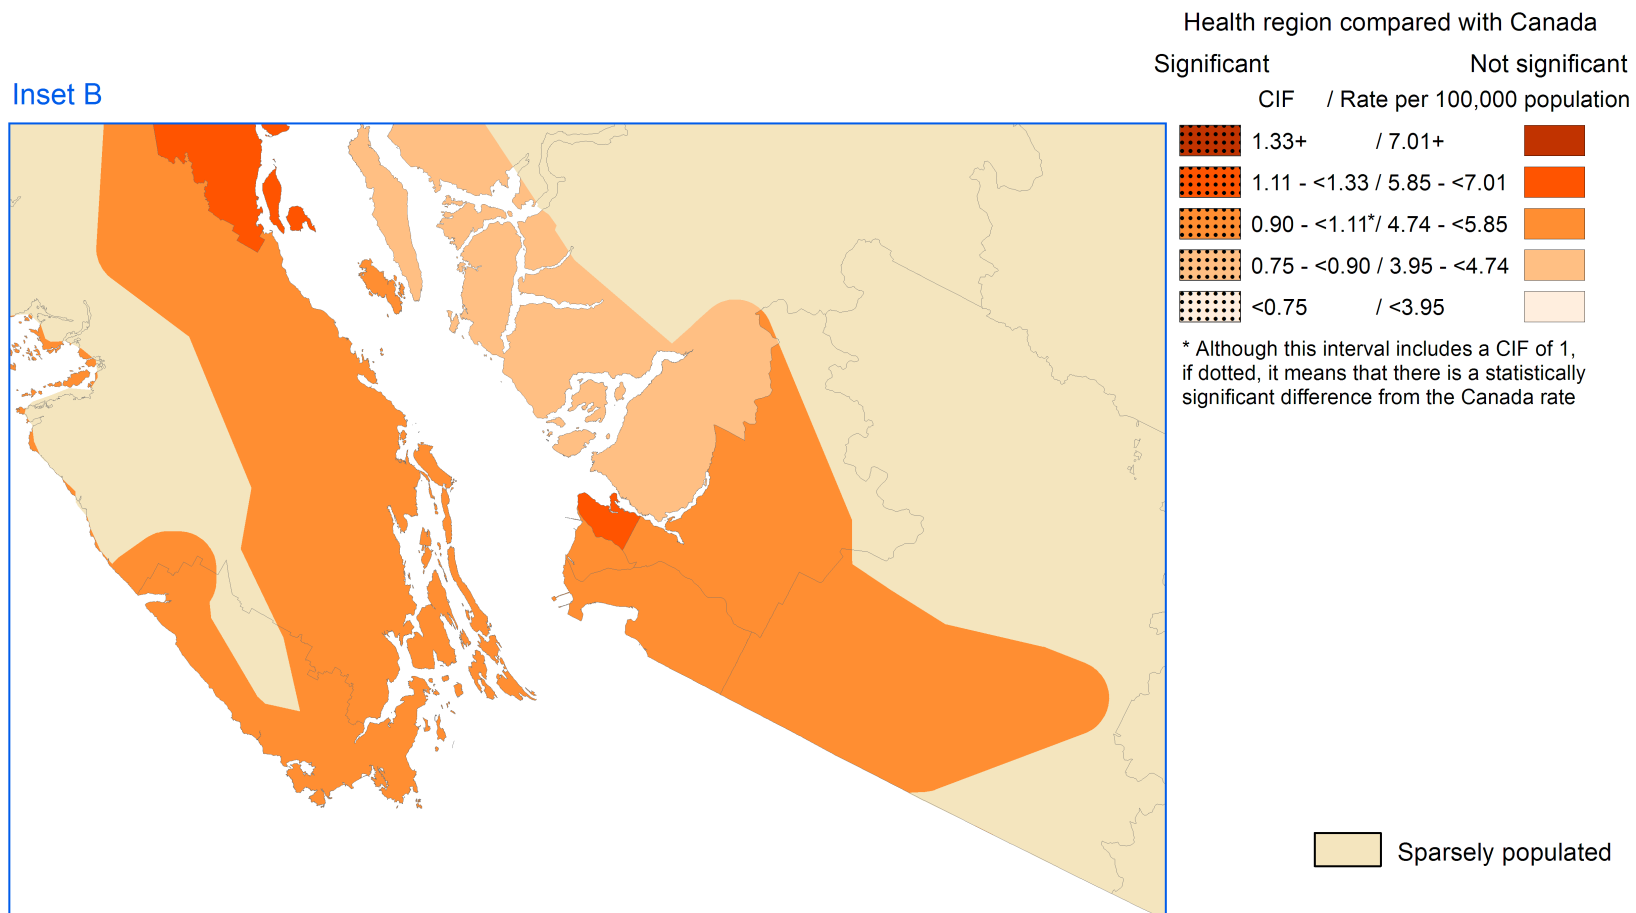 Health region compared with Canada
Significant Not significant
CIF / Rate per 100,000 population
Inset B
1.33+ / 7.01+
1.11 - <1.33 / 5.85 - <7.01
0.90 - <1.11*/ 4.74 - <5.85
0.75 - <0.90 / 3.95 - <4.74
<0.75 / <3.95
* Although this interval includes a CIF of 1,
if dotted, it means that there is a statistically
significant difference from the Canada rate
Sparsely populated